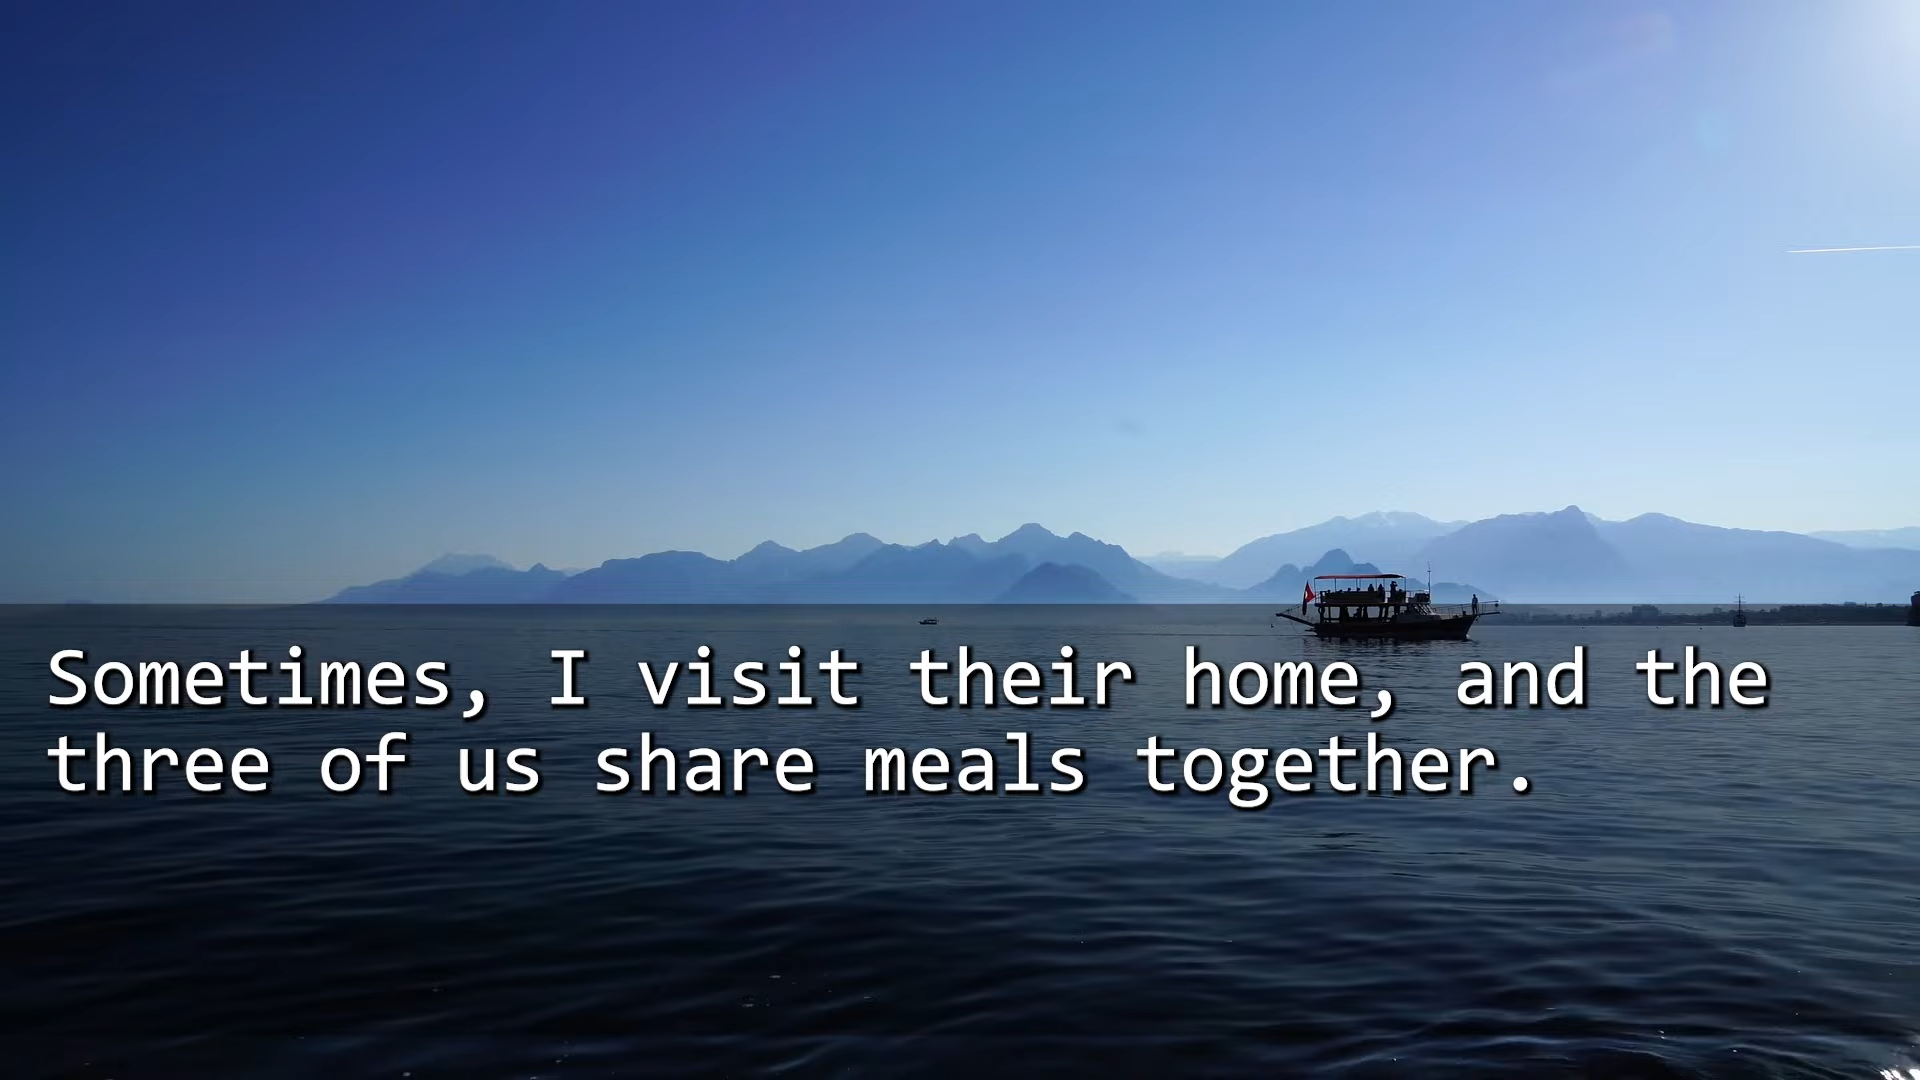 Sometimes, I visit their home, and the
three of us share meals together.